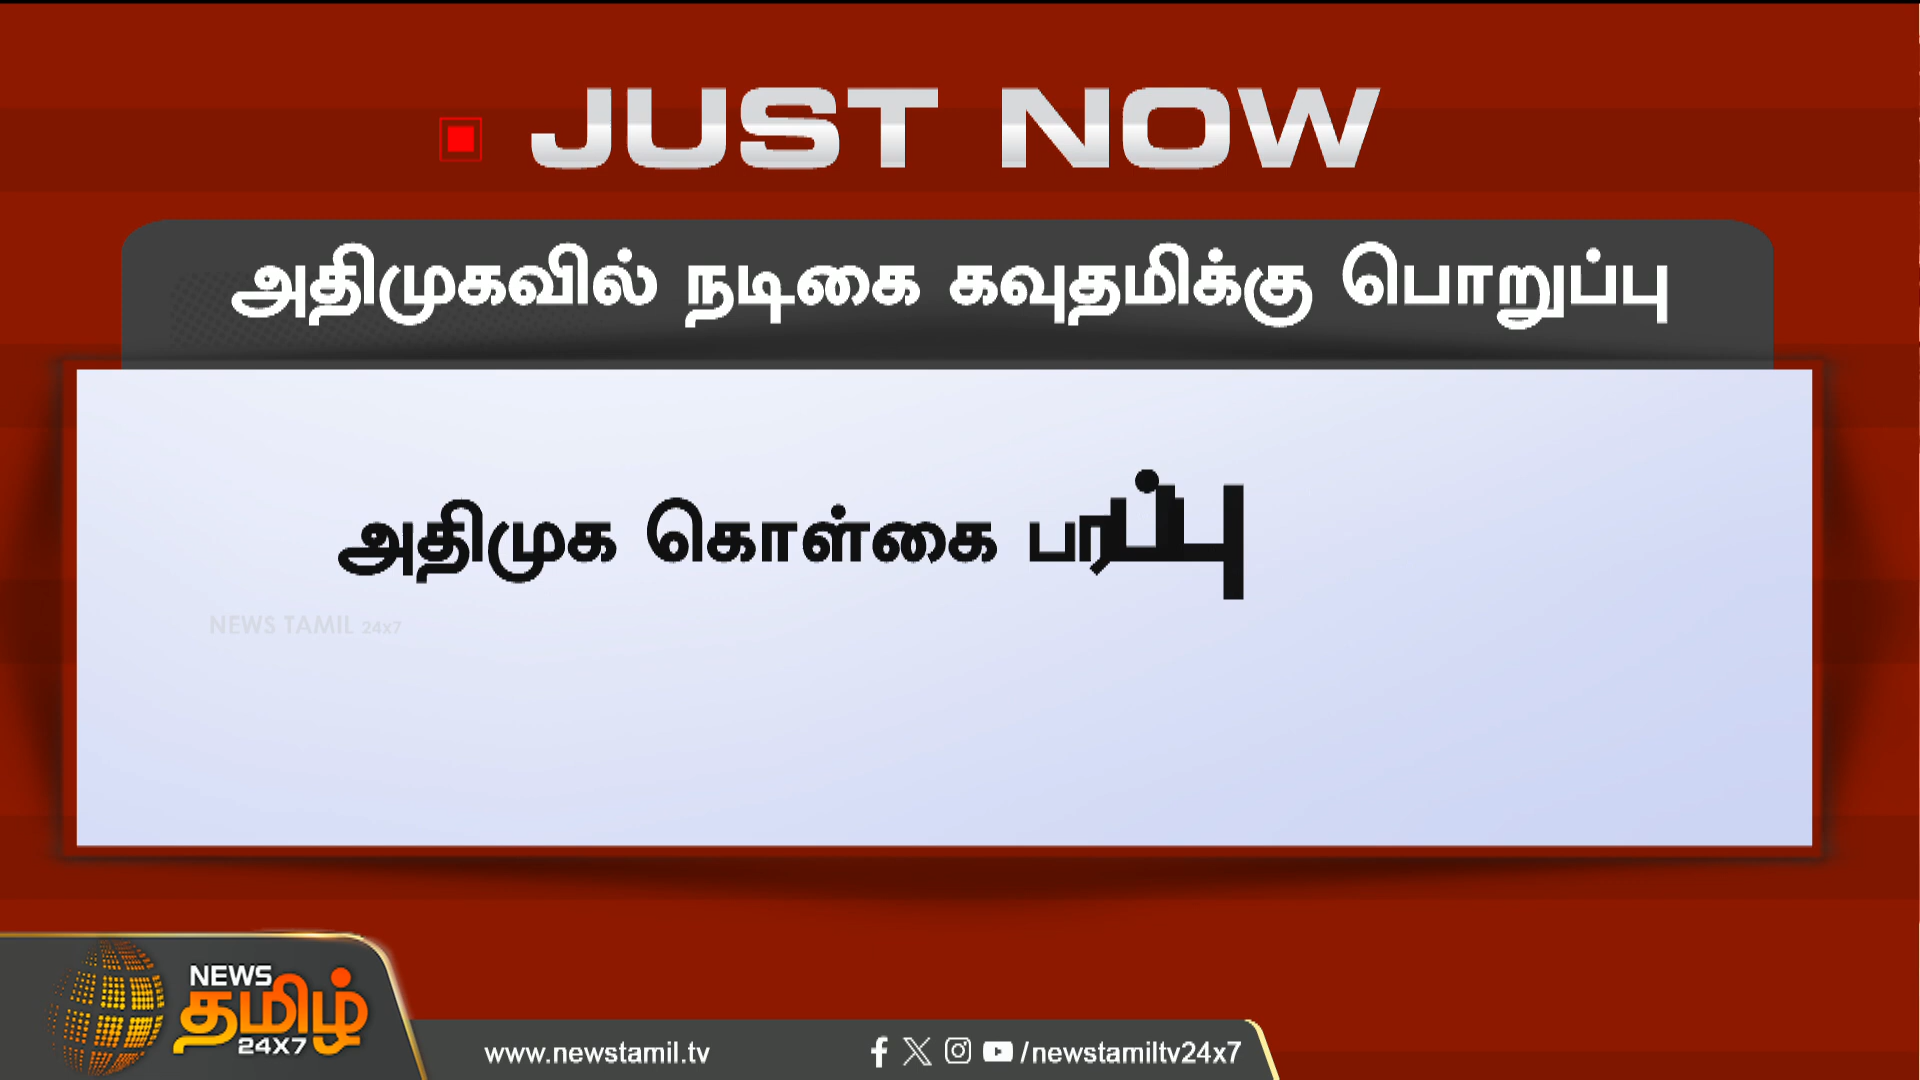 JUST NOW
அதிமுகவில் நடிகை கவுதமிக்கு பொறுப்பு
அதிமுக கொள்கை பரப்பு
NEWS TAMIL 24x7
NEWS
தமிழ்
24X7
www.newstamil.tv
/newstamiltv24x7